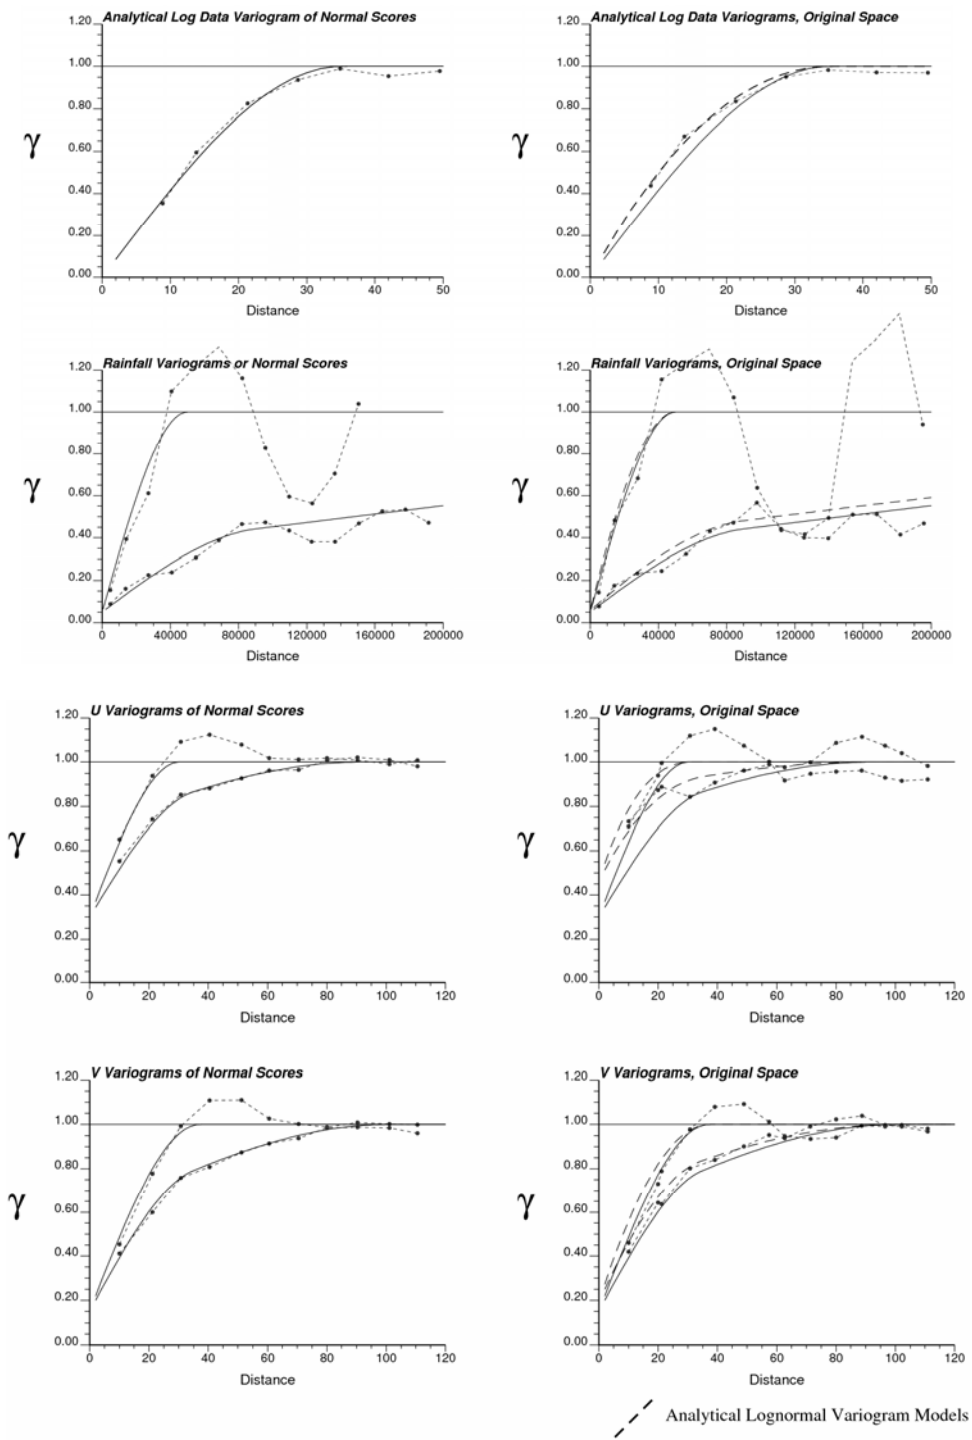 Analytical Log Data Variogram of Normal Scores
γ
1.20
1.00
0.80
0.60
0.40
0.20
0.00
0 10 20 30 40 50
Distance
Analytical Log Data Variograms, Original Space
γ
1.20
1.00
0.80
0.60
0.40
0.20
0.00
0 10 20 30 40 50
Distance
Rainfall Variograms or Normal Scores
γ
1.20
1.00
0.80
0.60
0.40
0.20
0.00
0 40000 80000 120000 160000 200000
Distance
Rainfall Variograms, Original Space
γ
1.20
1.00
0.80
0.60
0.40
0.20
0.00
0 40000 80000 120000 160000 200000
Distance
U Variograms of Normal Scores
γ
1.20
1.00
0.80
0.60
0.40
0.20
0.00
0 20 40 60 80 100 120
Distance
U Variograms, Original Space
γ
1.20
1.00
0.80
0.60
0.40
0.20
0.00
0 20 40 60 80 100 120
Distance
V Variograms of Normal Scores
γ
1.20
1.00
0.80
0.60
0.40
0.20
0.00
0 20 40 60 80 100 120
Distance
V Variograms, Original Space
γ
1.20
1.00
0.80
0.60
0.40
0.20
0.00
0 20 40 60 80 100 120
Distance
Analytical Lognormal Variogram Models